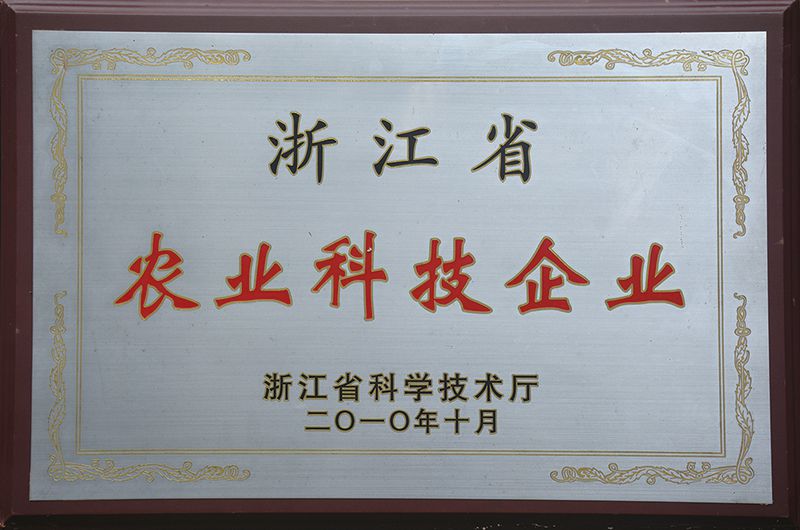 浙江省
农业科技企业
浙江省科学技术厅
二〇一〇年十月